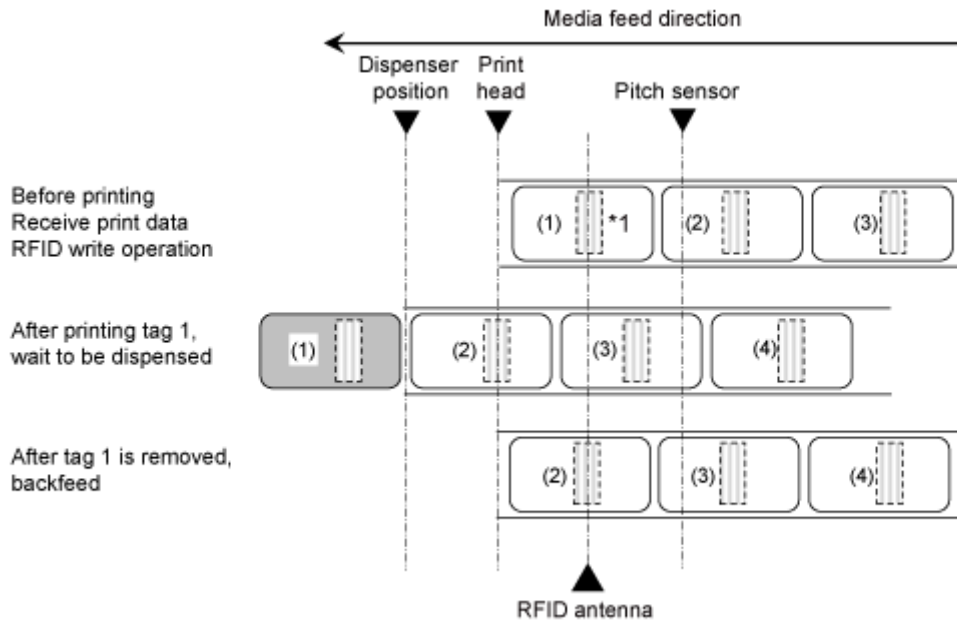 Media feed direction
Dispenser
position
Print
head
Pitch sensor
Before printing
Receive print data
RFID write operation
(1) *1 (2) (3)
After printing tag 1,
wait to be dispensed
(1) (2) (3) (4)
After tag 1 is removed,
backfeed
(2) (3) (4)
RFID antenna